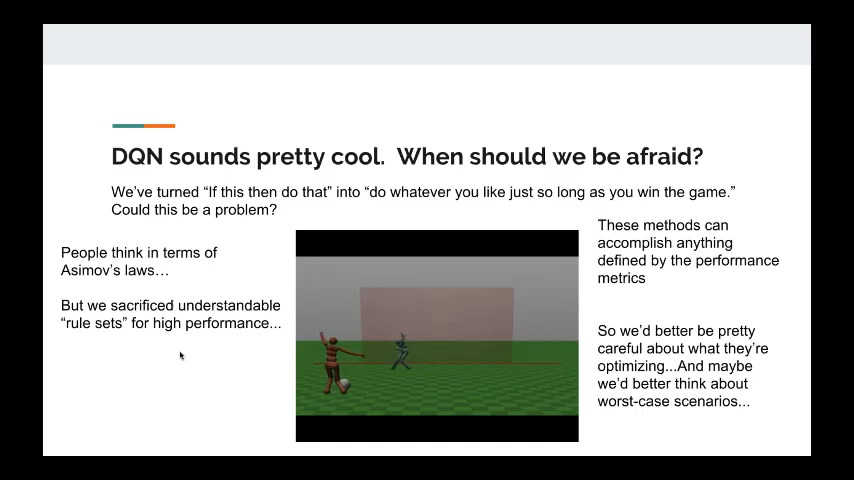 DQN sounds pretty cool.  When should we be afraid?
We’ve turned “If this then do that” into “do whatever you like just so long as you win the game.”
Could this be a problem?
People think in terms of
Asimov’s laws…
But we sacrificed understandable
“rule sets” for high performance...
These methods can
accomplish anything
defined by the performance
metrics
So we’d better be pretty
careful about what they’re
optimizing...And maybe
we’d better think about
worst-case scenarios...